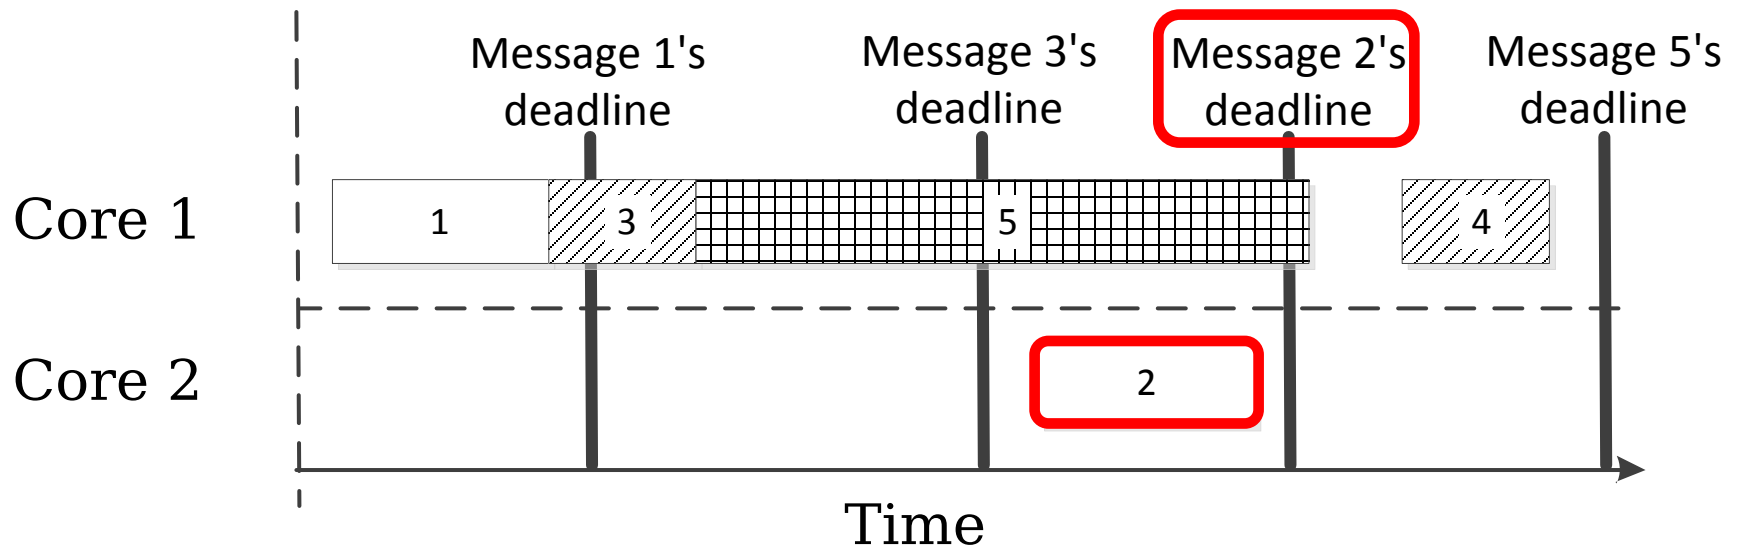 Message 1's
deadline
Message 3's
deadline
Message 2's
deadline
Message 5's
deadline
Core 1
1
3
5
4
Core 2
2
Time